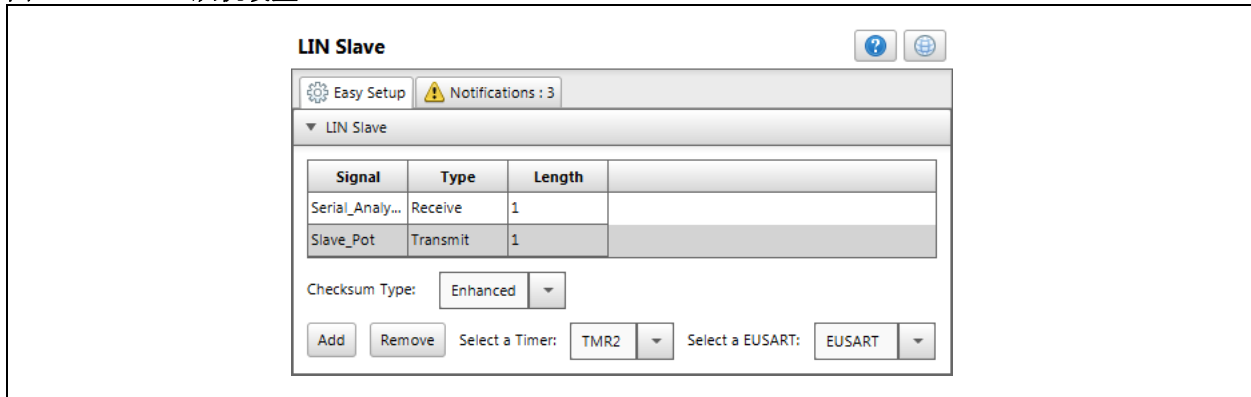 LIN Slave
Easy Setup Notifications : 3
LIN Slave
Signal Type Length
Serial_Analy... Receive 1
Slave_Pot Transmit 1
Checksum Type: Enhanced
Add Remove Select a Timer: TMR2 Select a EUSART: EUSART